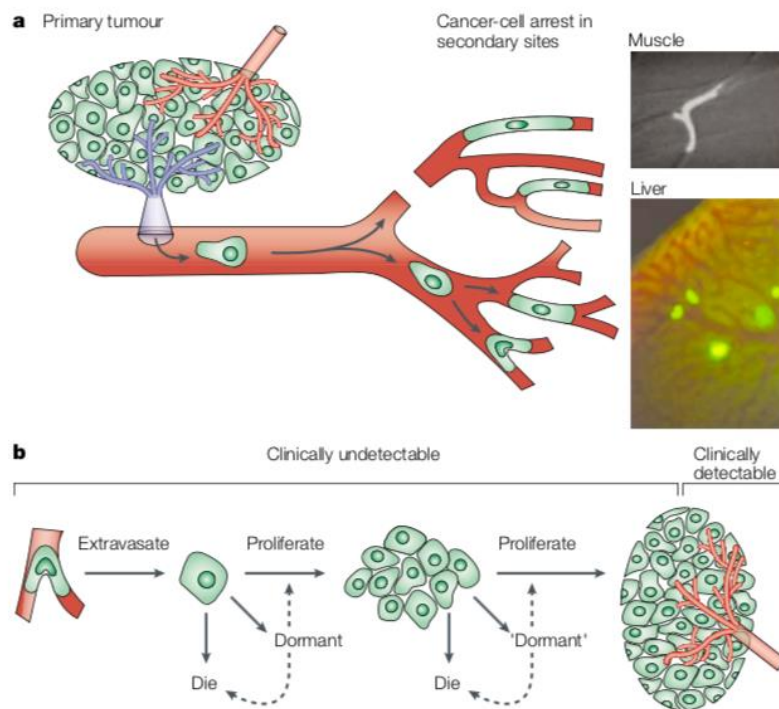 a Primary tumour
Cancer-cell arrest in
secondary sites
Muscle
Liver
b
Clinically undetectable
Clinically
detectable
Extravasate
Proliferate
Proliferate
Dormant
'Dormant'
Die
Die